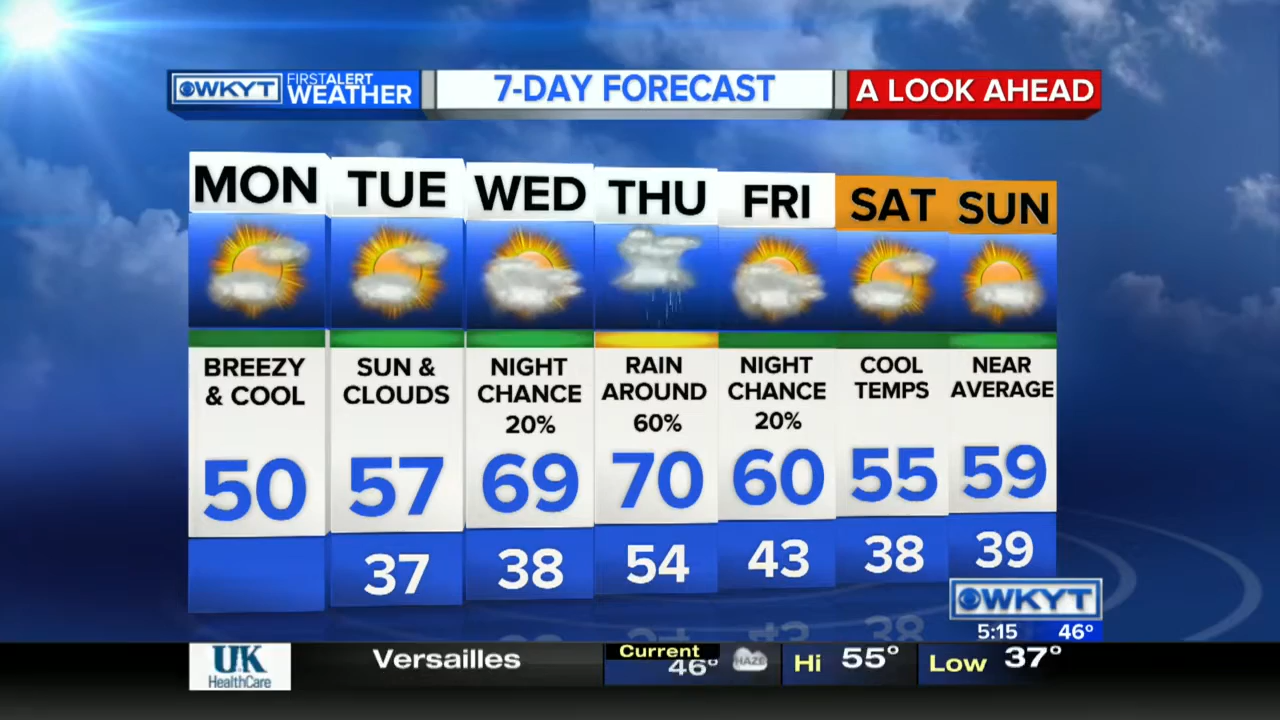 WKYT FIRST ALERT WEATHER
7-DAY FORECAST
A LOOK AHEAD
MON TUE WED THU FRI SAT SUN
BREEZY & COOL
50
SUN & CLOUDS
57
37
NIGHT CHANCE
20%
69
38
RAIN AROUND
60%
70
54
NIGHT CHANCE
20%
60
43
COOL TEMPS
55
38
NEAR AVERAGE
59
39
WKYT
5:15 46°
UK HealthCare
Versailles
Current 46° HAZE
Hi 55°
Low 37°